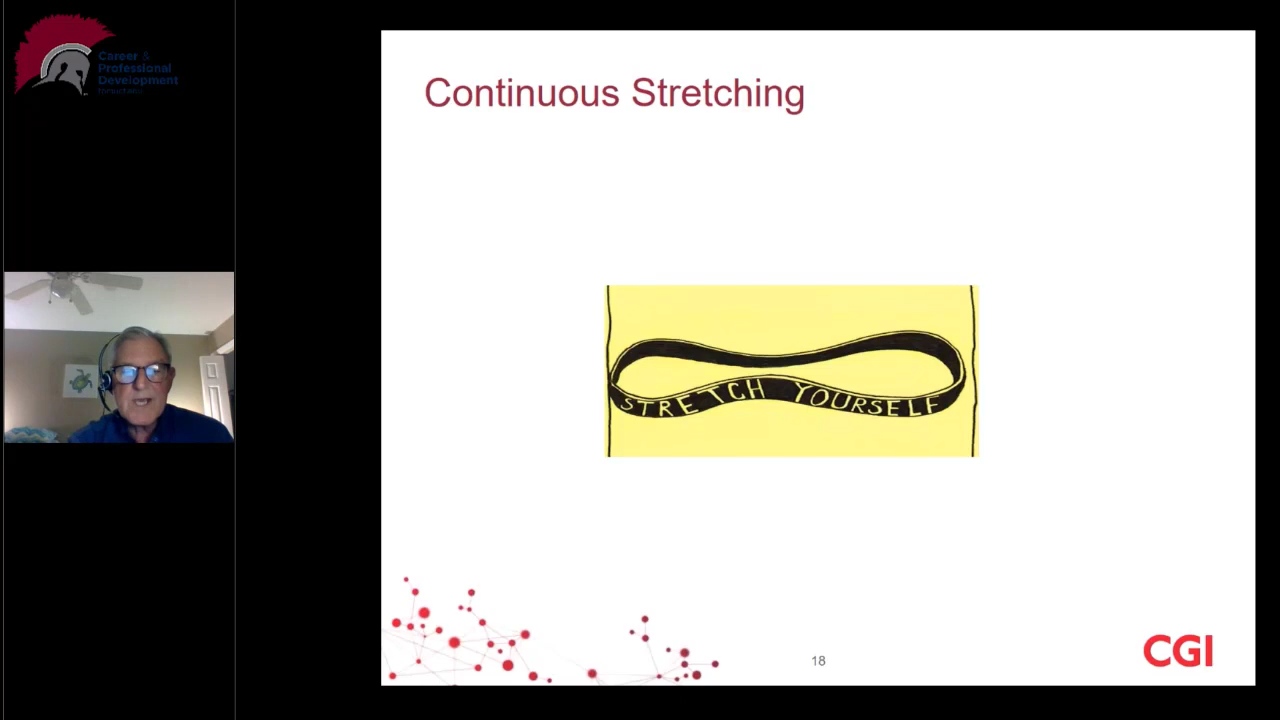 Career &
Professional
Development
Continuous Stretching
STRETCH YOURSELF
18
CGI